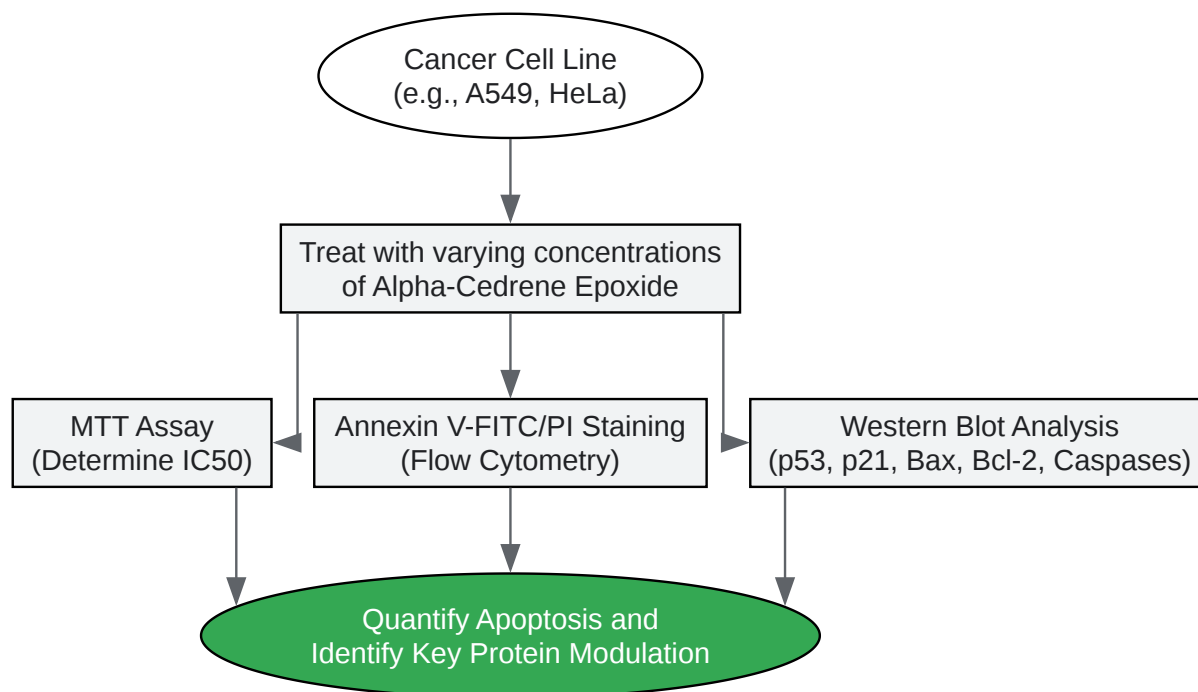 Cancer Cell Line
(e.g., A549, HeLa)
Treat with varying concentrations
of Alpha-Cedrene Epoxide
MTT Assay
(Determine IC50)
Annexin V-FITC/PI Staining
(Flow Cytometry)
Western Blot Analysis
(p53, p21, Bax, Bcl-2, Caspases)
Quantify Apoptosis and
Identify Key Protein Modulation